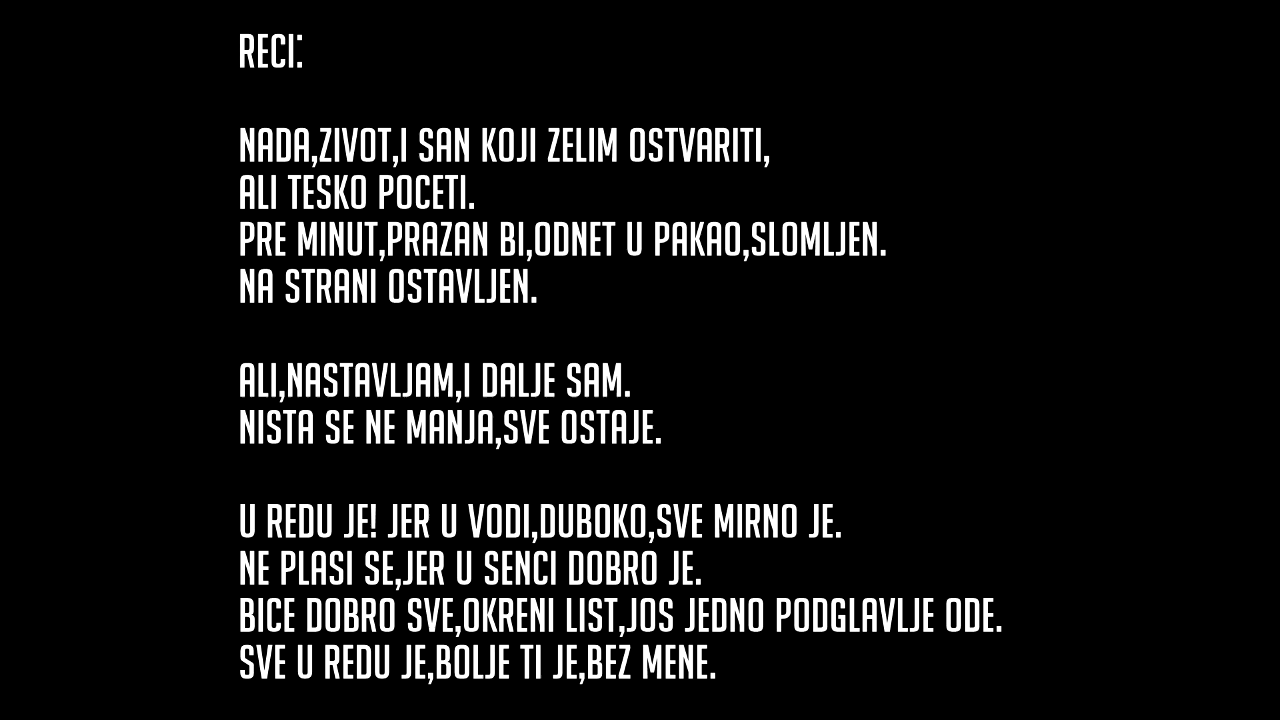 RECI:
NADA,ZIVOT,I SAN KOJI ZELIM OSTVARITI,
ALI TESKO POCETI.
PRE MINUT,PRAZAN BI,ODNET U PAKAO,SLOMLJEN.
NA STRANI OSTAVLJEN.
ALI,NASTAVLJAM,I DALJE SAM.
NISTA SE NE MANJA,SVE OSTAJE.
U REDU JE! JER U VODI,DUBOKO,SVE MIRNO JE.
NE PLASI SE,JER U SENCI DOBRO JE.
BICE DOBRO SVE,OKRENI LIST,JOS JEDNO PODGLAVLJE ODE.
SVE U REDU JE,BOLJE TI JE,BEZ MENE.